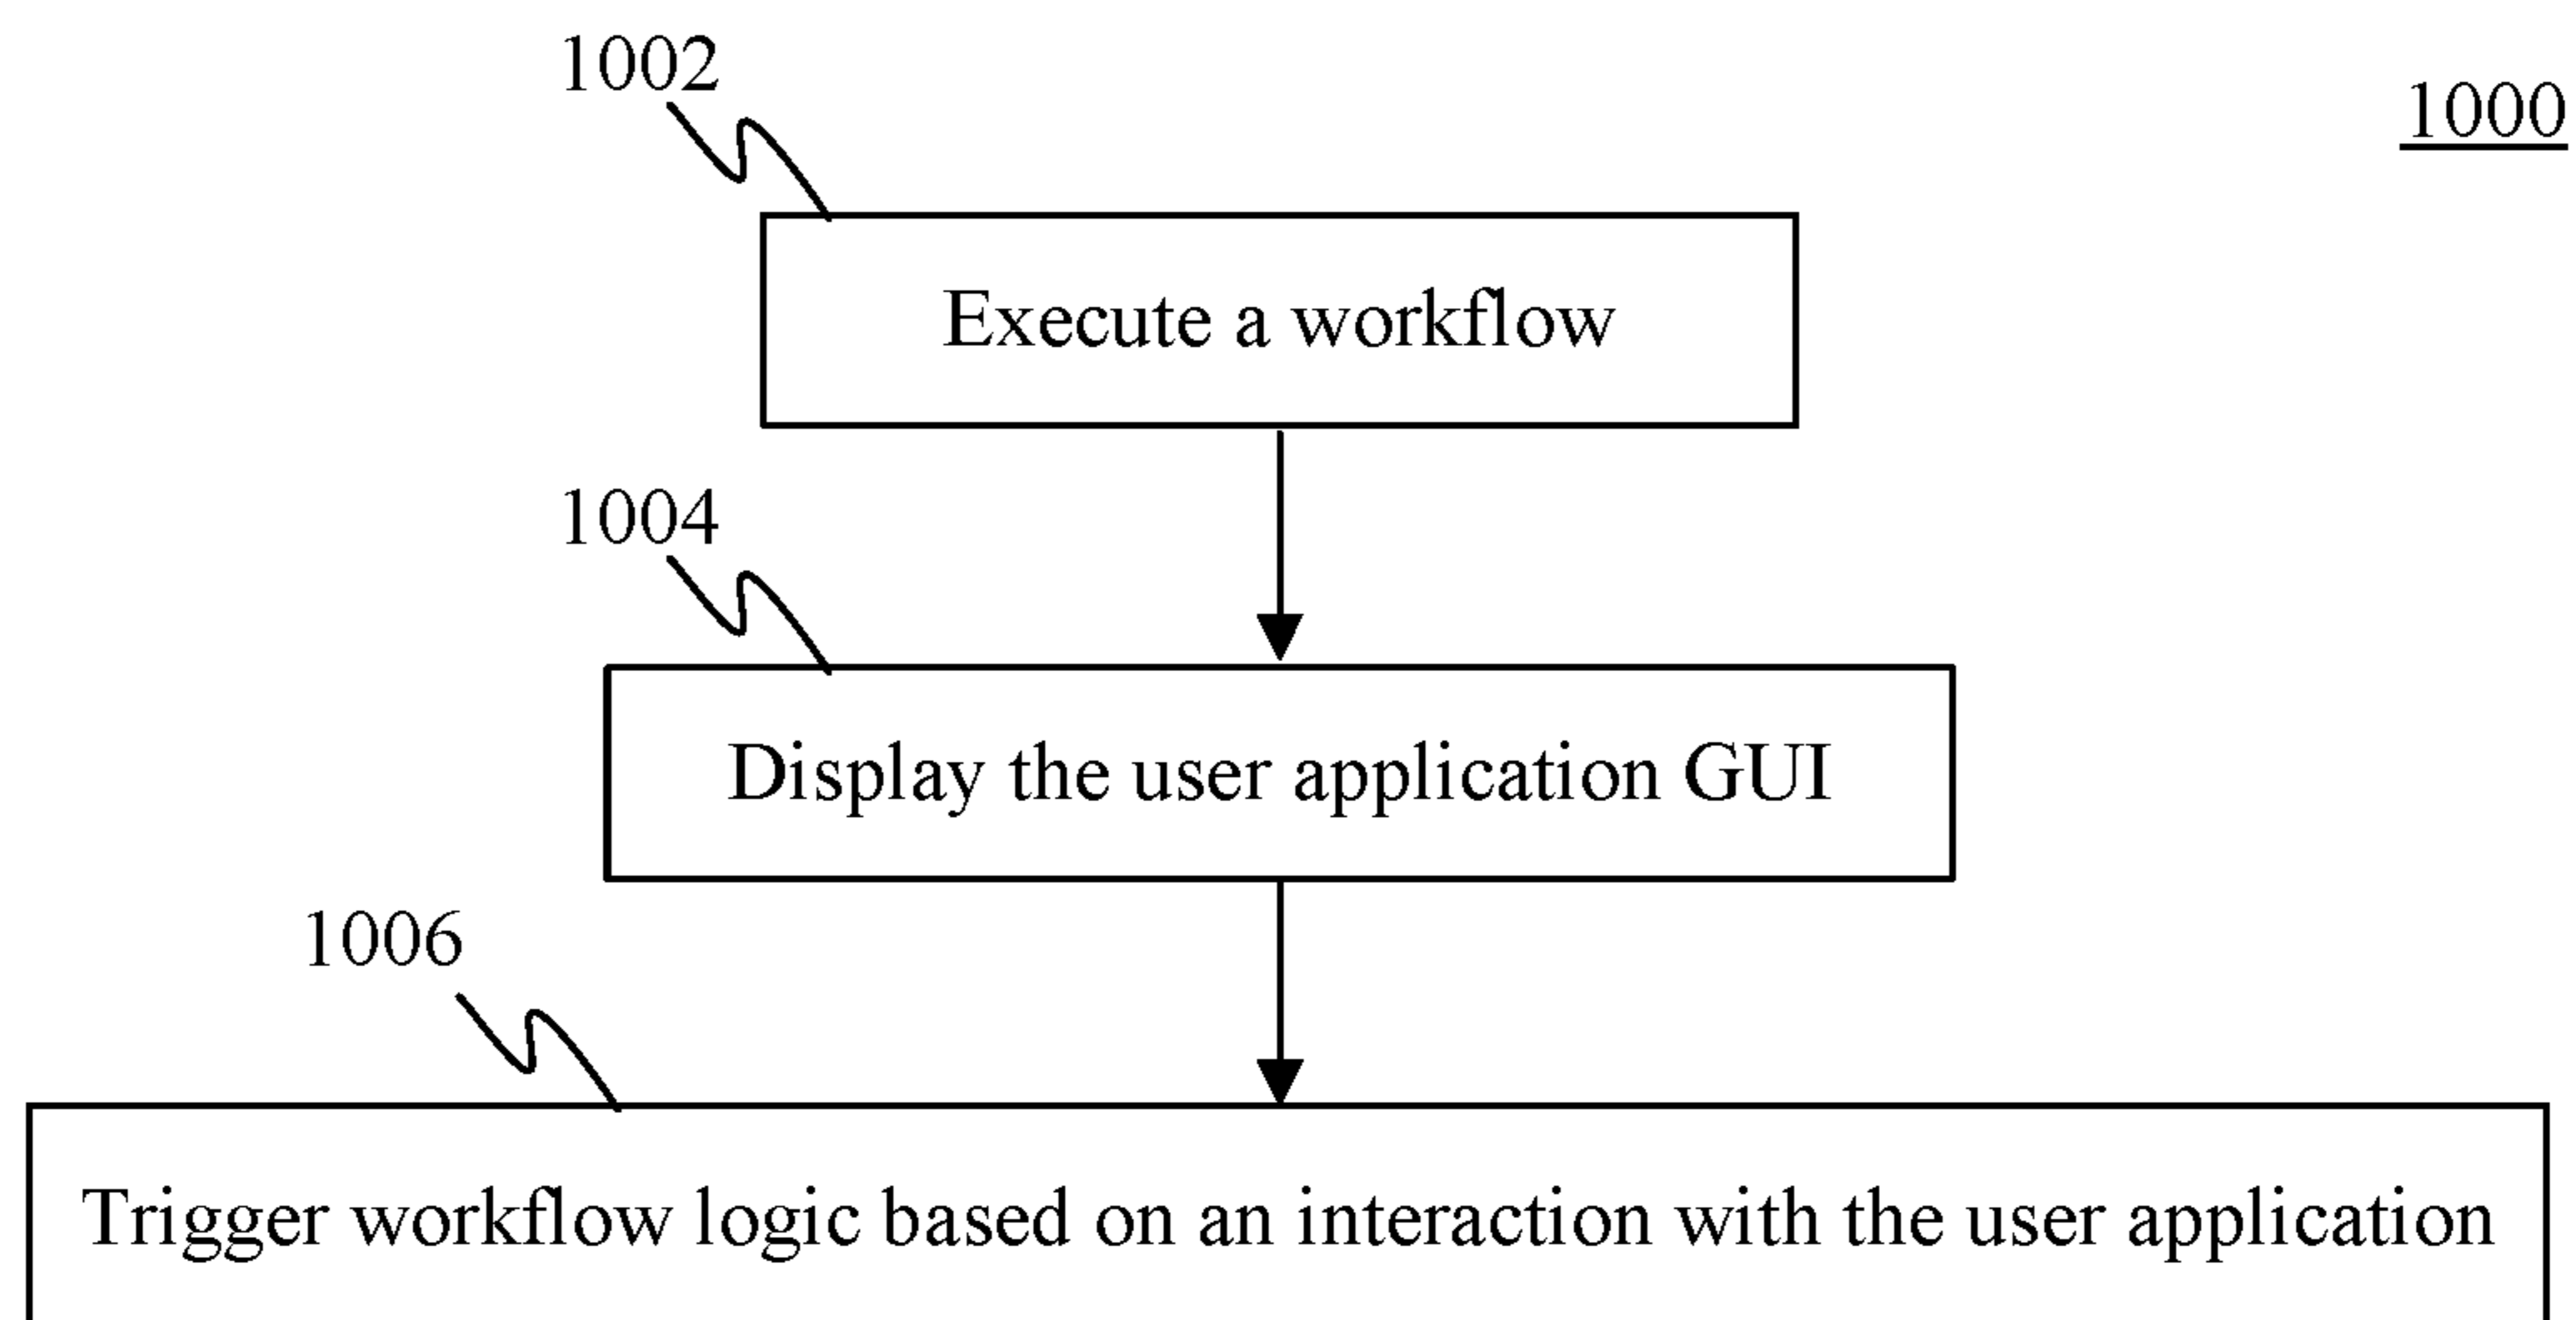 1002
1000
Execute a workflow
1004
Display the user application GUI
1006
Trigger workflow logic based on an interaction with the user application